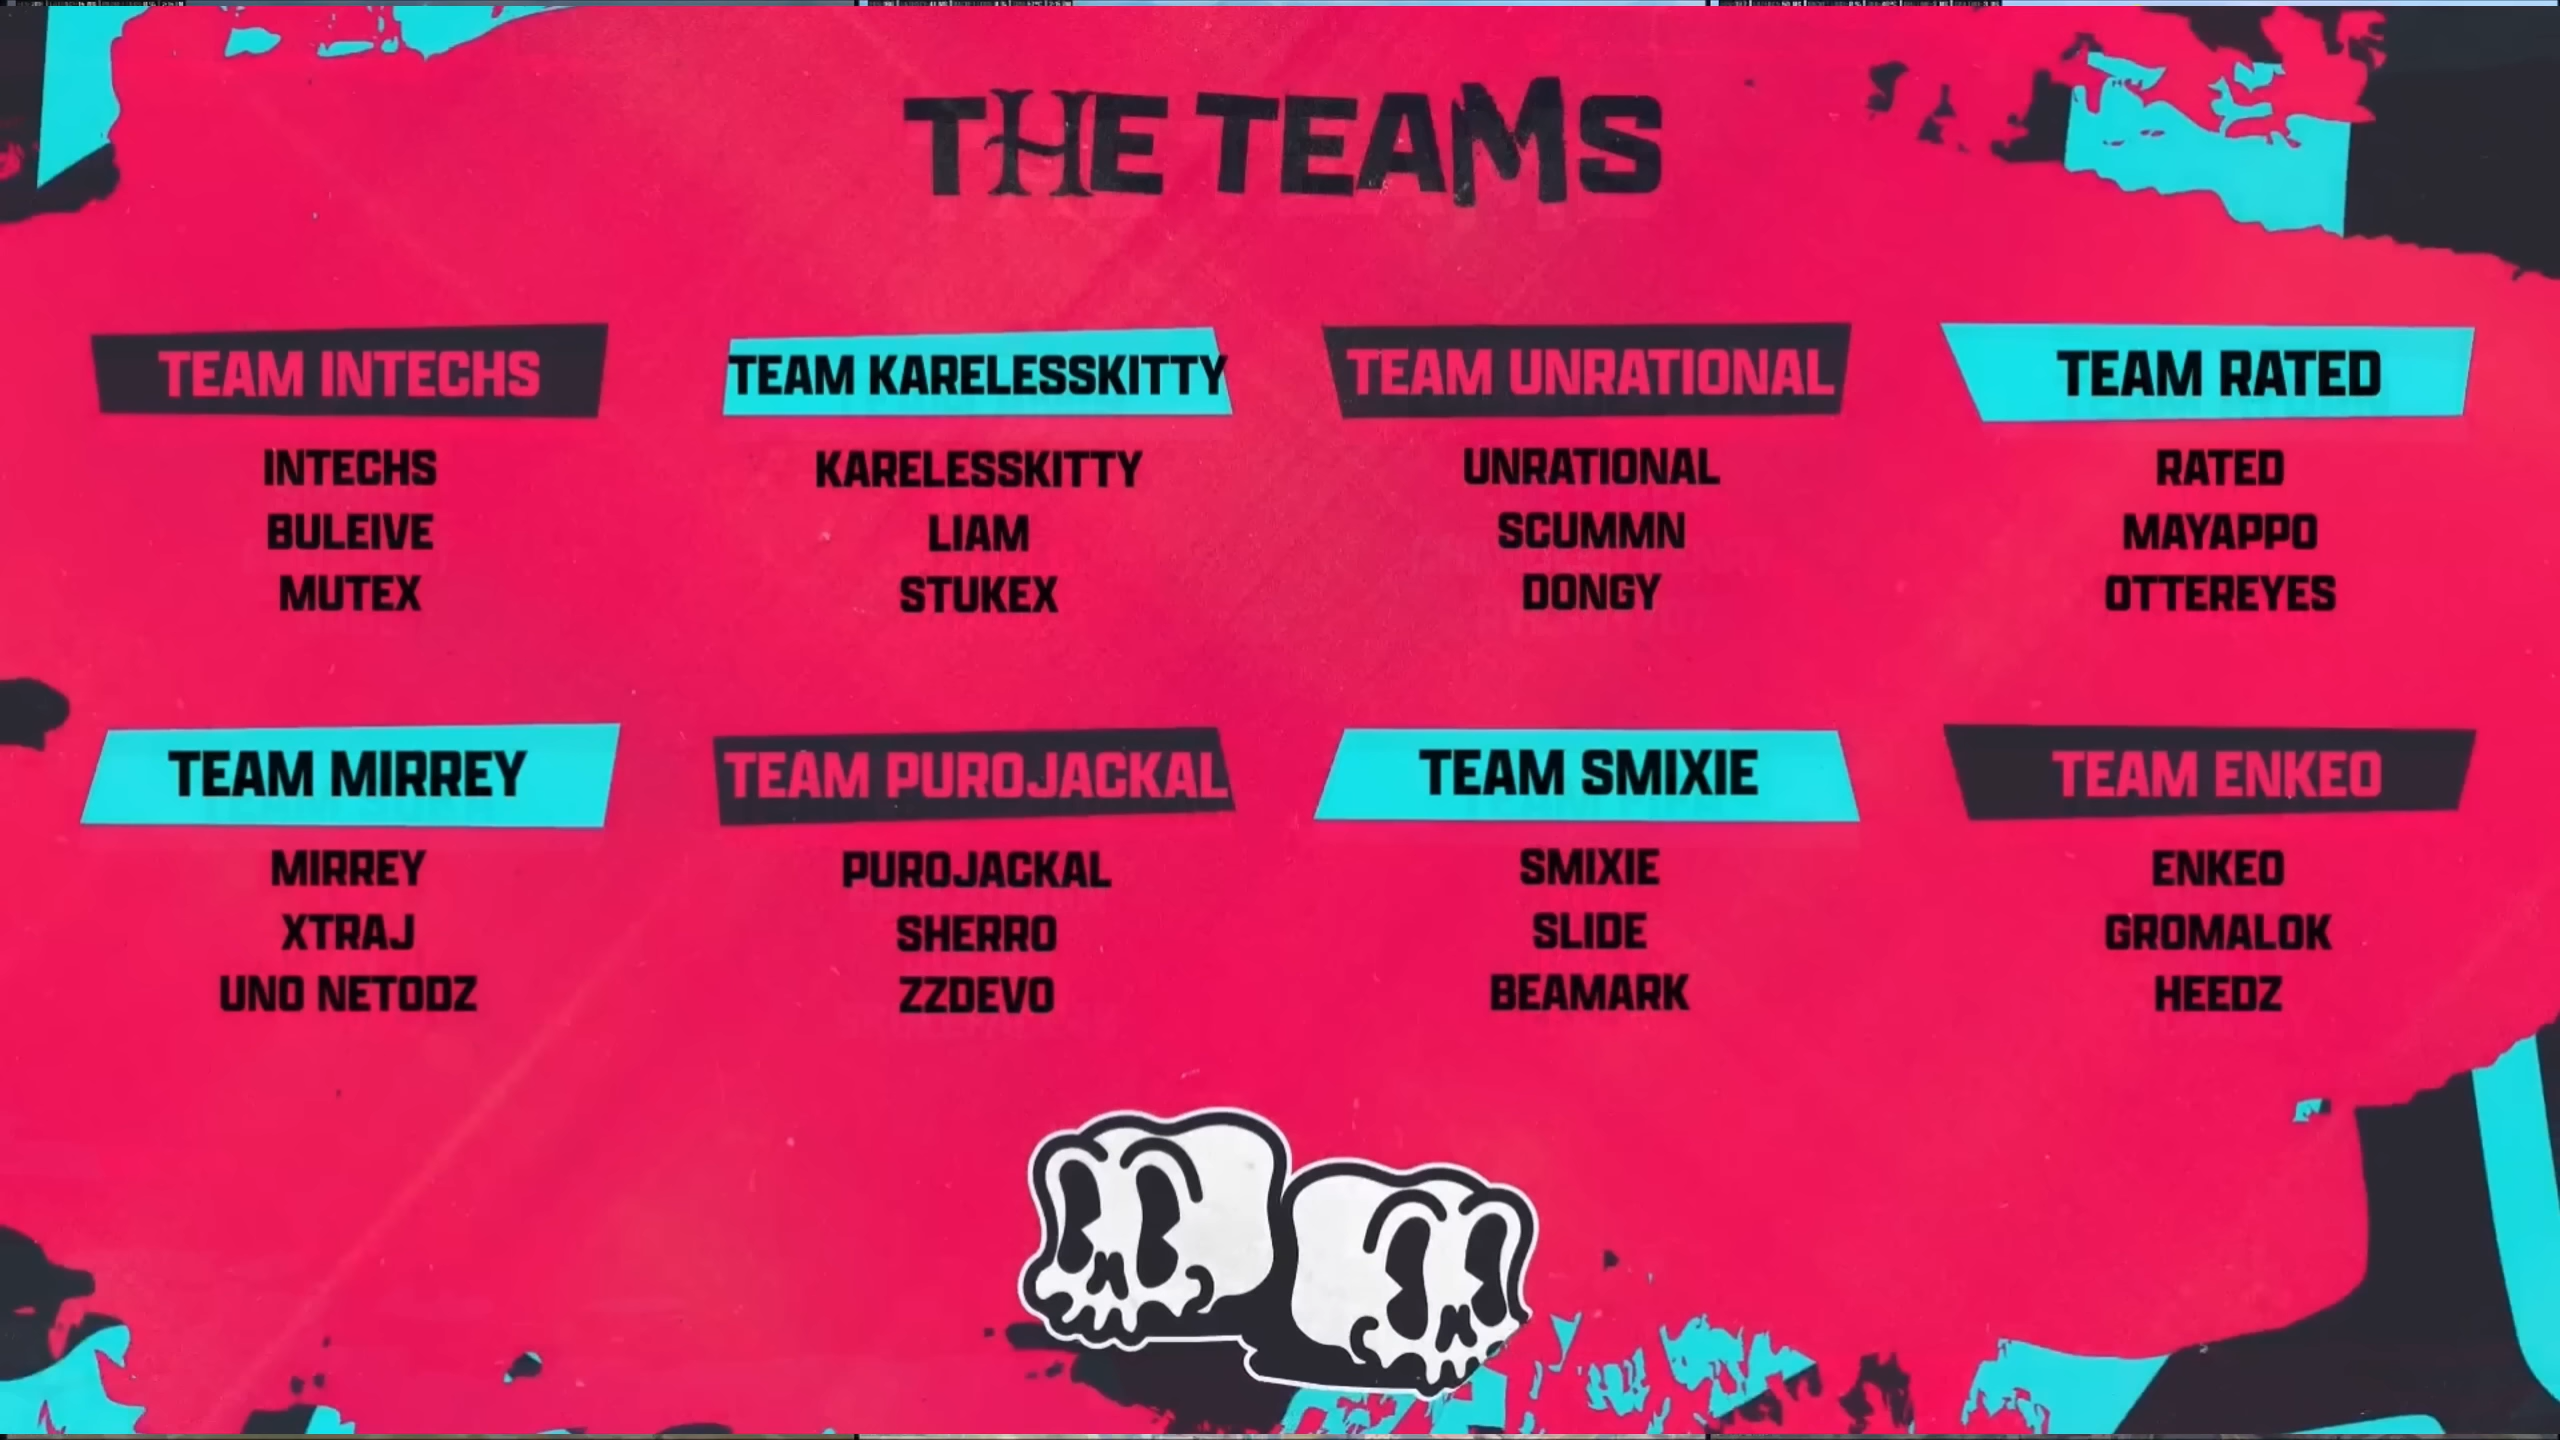 THE TEAMS
TEAM INTECHS
INTECHS
BULEIVE
MUTEX
TEAM KARELESSKITTY
KARELESSKITTY
LIAM
STUKEX
TEAM UNRATIONAL
UNRATIONAL
SCUMMN
DONGY
TEAM RATED
RATED
MAYAPPO
OTTEREYES
TEAM MIRREY
MIRREY
XTRAJ
UNO NETODZ
TEAM PUROJACKAL
PUROJACKAL
SHERRO
ZZDEVO
TEAM SMIXIE
SMIXIE
SLIDE
BEAMARK
TEAM ENKEO
ENKEO
GROMALOK
HEEDZ